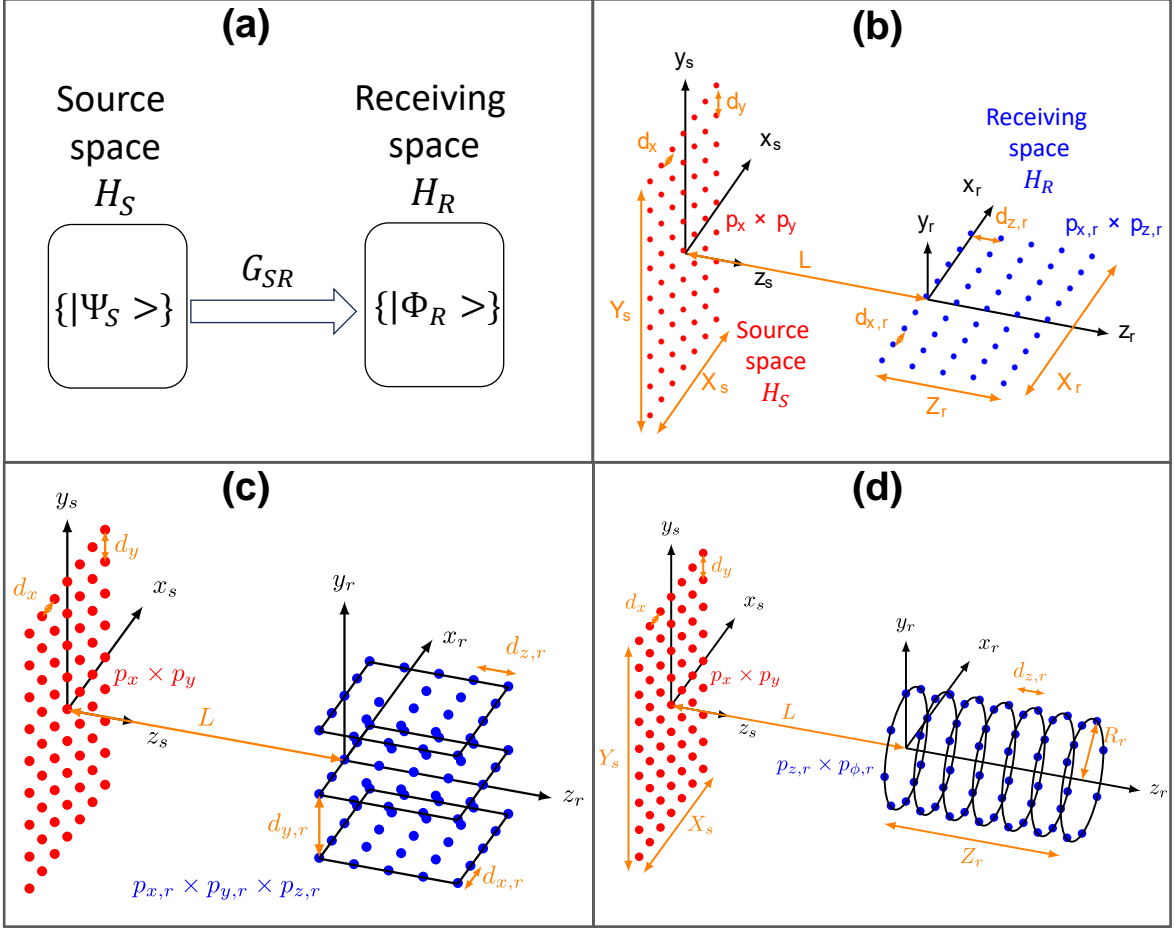 (a)
Source
space
H_S
Receiving
space
H_R
{|Ψ_S >}
G_SR
{|Φ_R >}
(b)
y_s
d_y
d_x
x_s
p_x × p_y
z_s
L
Y_s
X_s
Source
space
H_S
Receiving
space
H_R
x_r
y_r
d_z,r
p_x,r × p_z,r
d_x,r
z_r
Z_r
X_r
(c)
y_s
d_y
d_x
x_s
p_x × p_y
z_s
L
y_r
x_r
d_z,r
z_r
d_y,r
d_x,r
p_x,r × p_y,r × p_z,r
(d)
y_s
d_y
d_x
x_s
p_x × p_y
z_s
L
Y_s
X_s
y_r
x_r
d_z,r
R_r
p_z,r × p_ϕ,r
z_r
Z_r